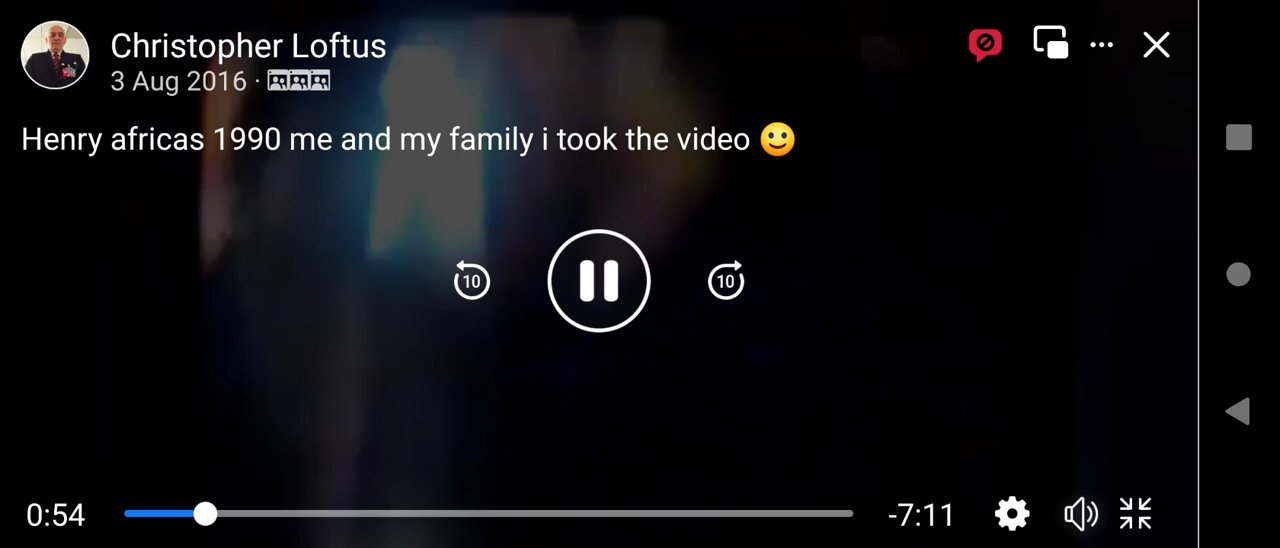 Christopher Loftus
3 Aug 2016 ·
Henry africas 1990 me and my family i took the video 🙂
10
10
0:54
-7:11